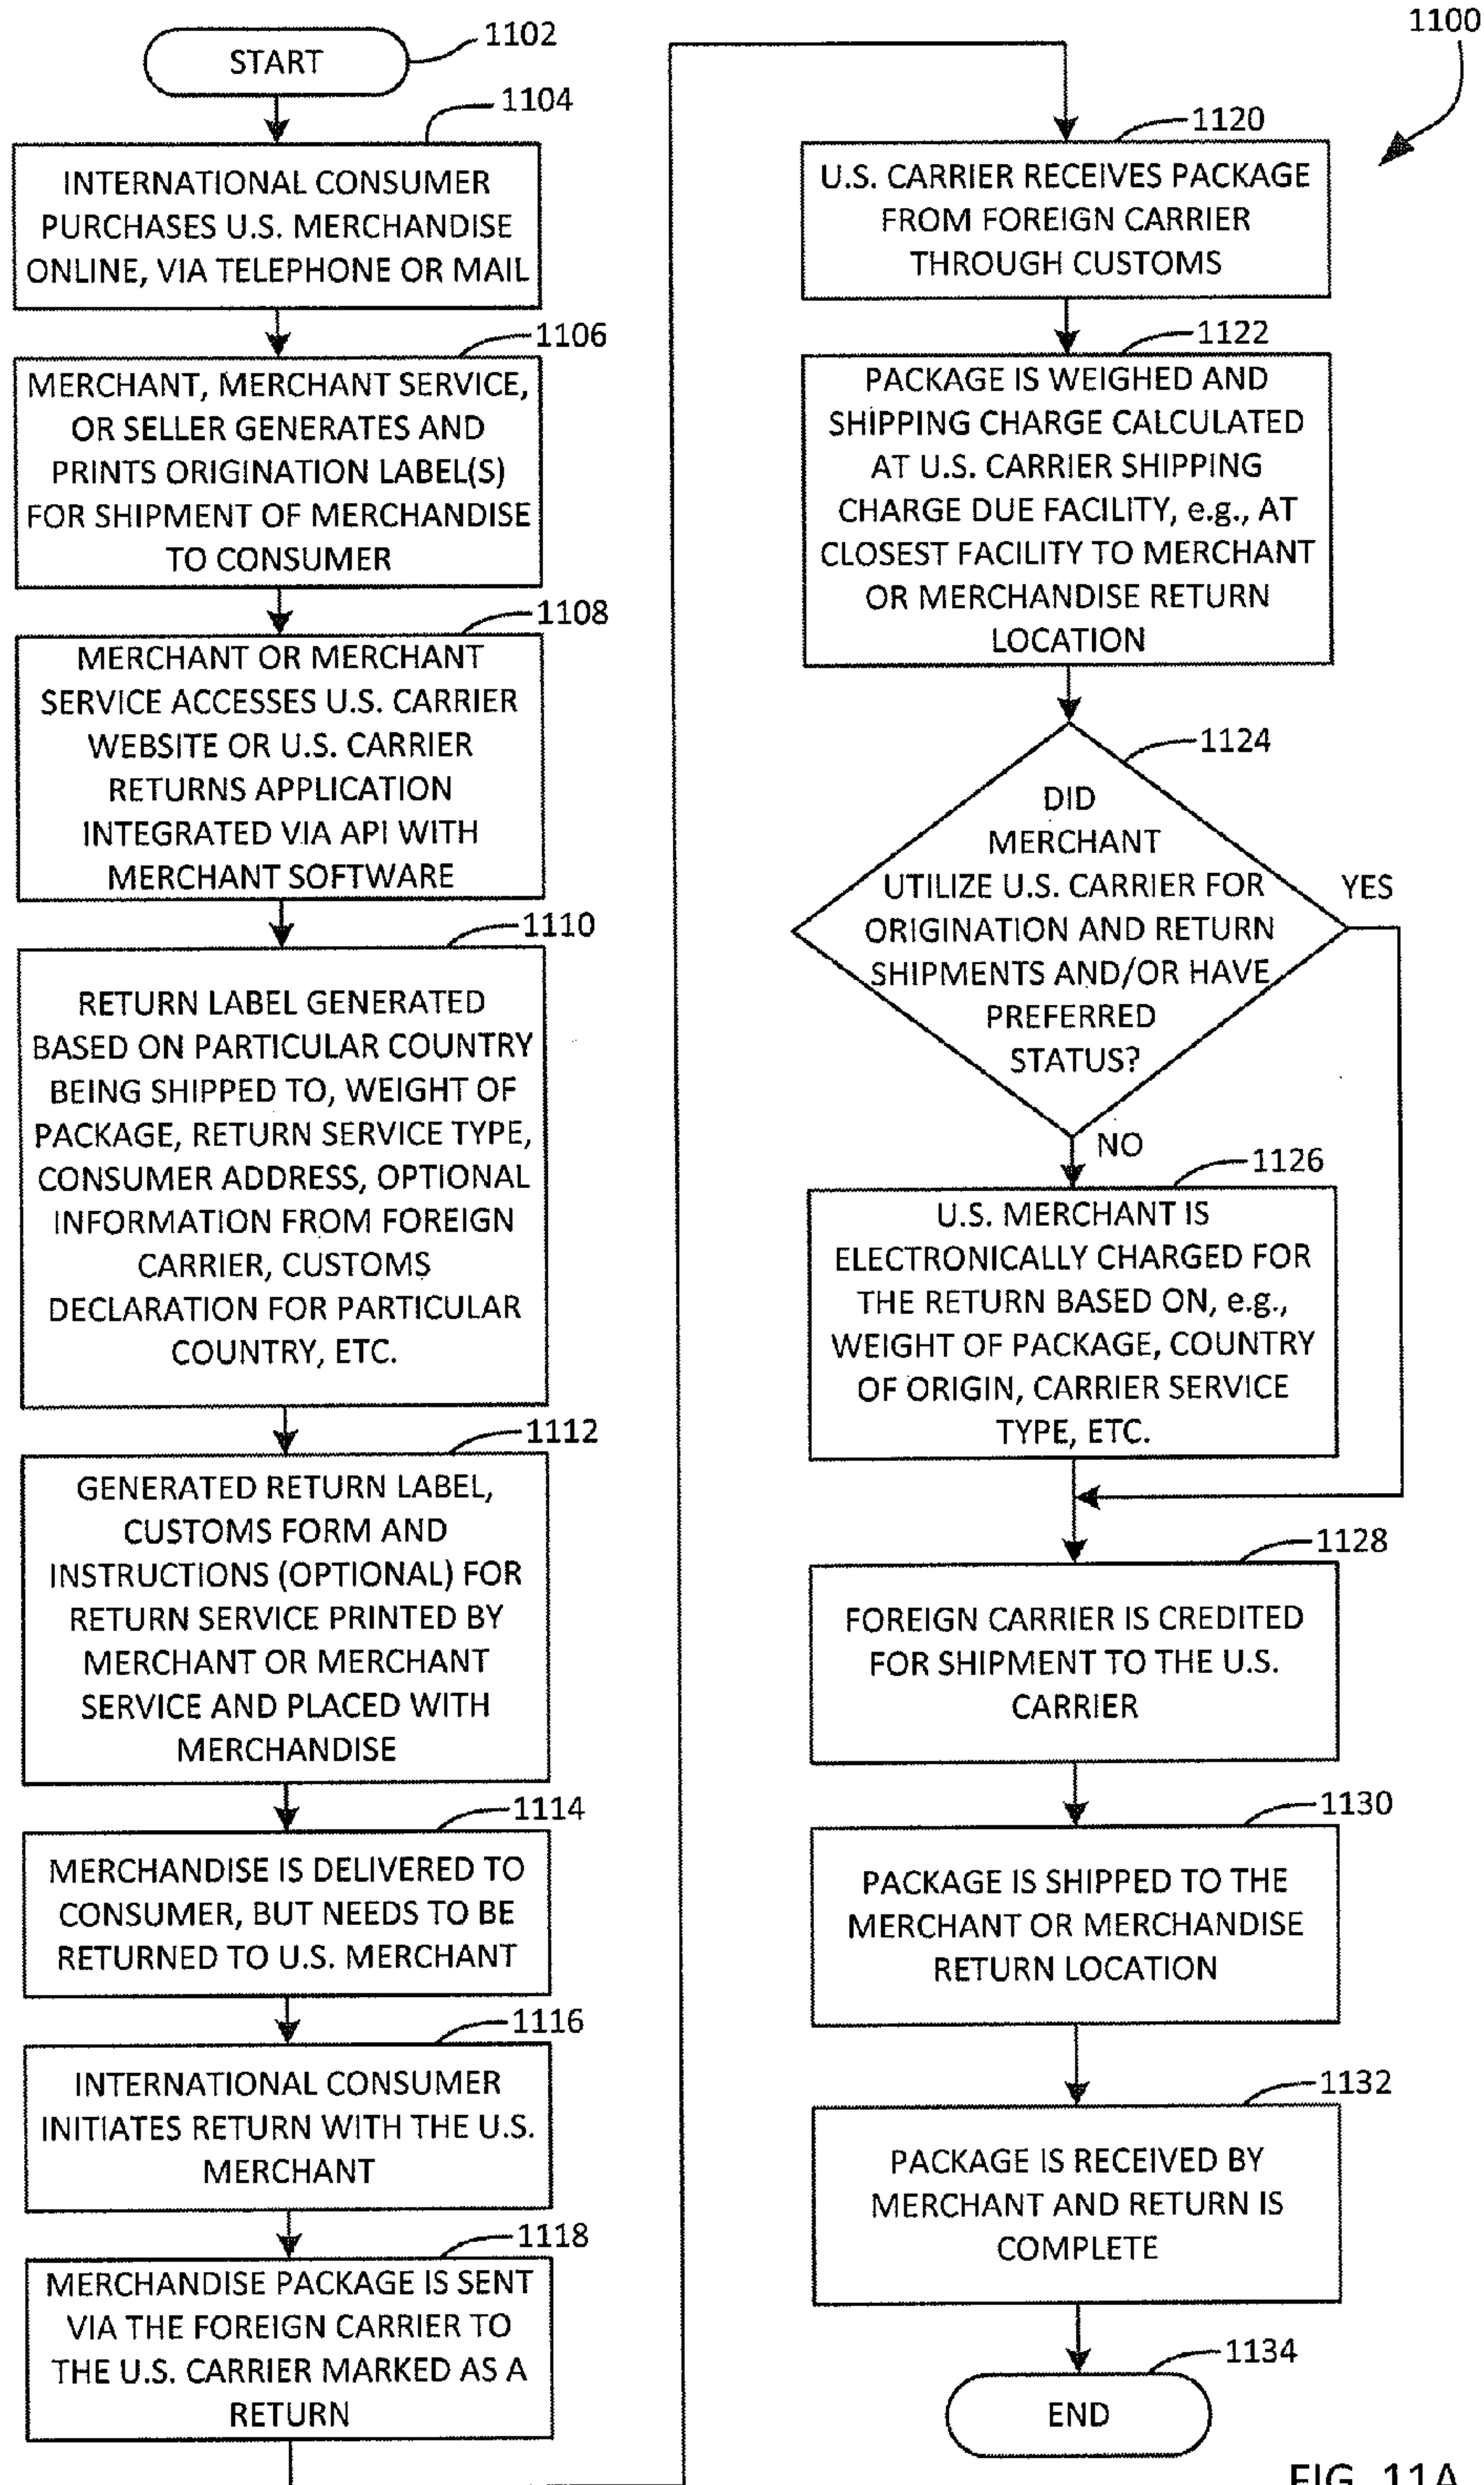 1100
START
1102
1104
INTERNATIONAL CONSUMER
PURCHASES U.S. MERCHANDISE
ONLINE, VIA TELEPHONE OR MAIL
1106
MERCHANT, MERCHANT SERVICE,
OR SELLER GENERATES AND
PRINTS ORIGINATION LABEL(S)
FOR SHIPMENT OF MERCHANDISE
TO CONSUMER
1108
MERCHANT OR MERCHANT
SERVICE ACCESSES U.S. CARRIER
WEBSITE OR U.S. CARRIER
RETURNS APPLICATION
INTEGRATED VIA API WITH
MERCHANT SOFTWARE
1110
RETURN LABEL GENERATED
BASED ON PARTICULAR COUNTRY
BEING SHIPPED TO, WEIGHT OF
PACKAGE, RETURN SERVICE TYPE,
CONSUMER ADDRESS, OPTIONAL
INFORMATION FROM FOREIGN
CARRIER, CUSTOMS
DECLARATION FOR PARTICULAR
COUNTRY, ETC.
1112
GENERATED RETURN LABEL,
CUSTOMS FORM AND
INSTRUCTIONS (OPTIONAL) FOR
RETURN SERVICE PRINTED BY
MERCHANT OR MERCHANT
SERVICE AND PLACED WITH
MERCHANDISE
1114
MERCHANDISE IS DELIVERED TO
CONSUMER, BUT NEEDS TO BE
RETURNED TO U.S. MERCHANT
1116
INTERNATIONAL CONSUMER
INITIATES RETURN WITH THE U.S.
MERCHANT
1118
MERCHANDISE PACKAGE IS SENT
VIA THE FOREIGN CARRIER TO
THE U.S. CARRIER MARKED AS A
RETURN
1120
U.S. CARRIER RECEIVES PACKAGE
FROM FOREIGN CARRIER
THROUGH CUSTOMS
1122
PACKAGE IS WEIGHED AND
SHIPPING CHARGE CALCULATED
AT U.S. CARRIER SHIPPING
CHARGE DUE FACILITY, e.g., AT
CLOSEST FACILITY TO MERCHANT
OR MERCHANDISE RETURN
LOCATION
1124
DID
MERCHANT
UTILIZE U.S. CARRIER FOR
ORIGINATION AND RETURN
SHIPMENTS AND/OR HAVE
PREFERRED
STATUS?
YES
NO
1126
U.S. MERCHANT IS
ELECTRONICALLY CHARGED FOR
THE RETURN BASED ON, e.g.,
WEIGHT OF PACKAGE, COUNTRY
OF ORIGIN, CARRIER SERVICE
TYPE, ETC.
1128
FOREIGN CARRIER IS CREDITED
FOR SHIPMENT TO THE U.S.
CARRIER
1130
PACKAGE IS SHIPPED TO THE
MERCHANT OR MERCHANDISE
RETURN LOCATION
1132
PACKAGE IS RECEIVED BY
MERCHANT AND RETURN IS
COMPLETE
1134
END
FIG. 11A